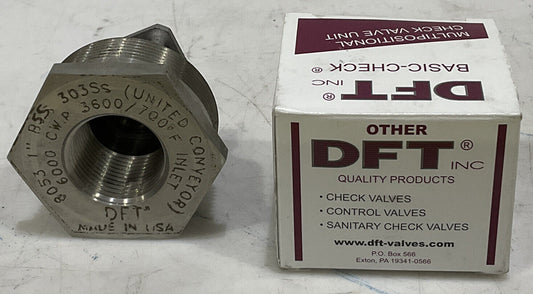 8053 1" BSS 303SS (UNITED CONVEYOR)
6000 CWP 3600/700°F INLET
DFT®
MADE IN USA
MULTIPOSITIONAL
CHECK VALVE UNIT
BASIC-CHECK®
DFT® INC
OTHER
DFT® INC
QUALITY PRODUCTS
• CHECK VALVES
• CONTROL VALVES
• SANITARY CHECK VALVES
www.dft-valves.com
P.O. Box 566
Exton, PA 19341-0566